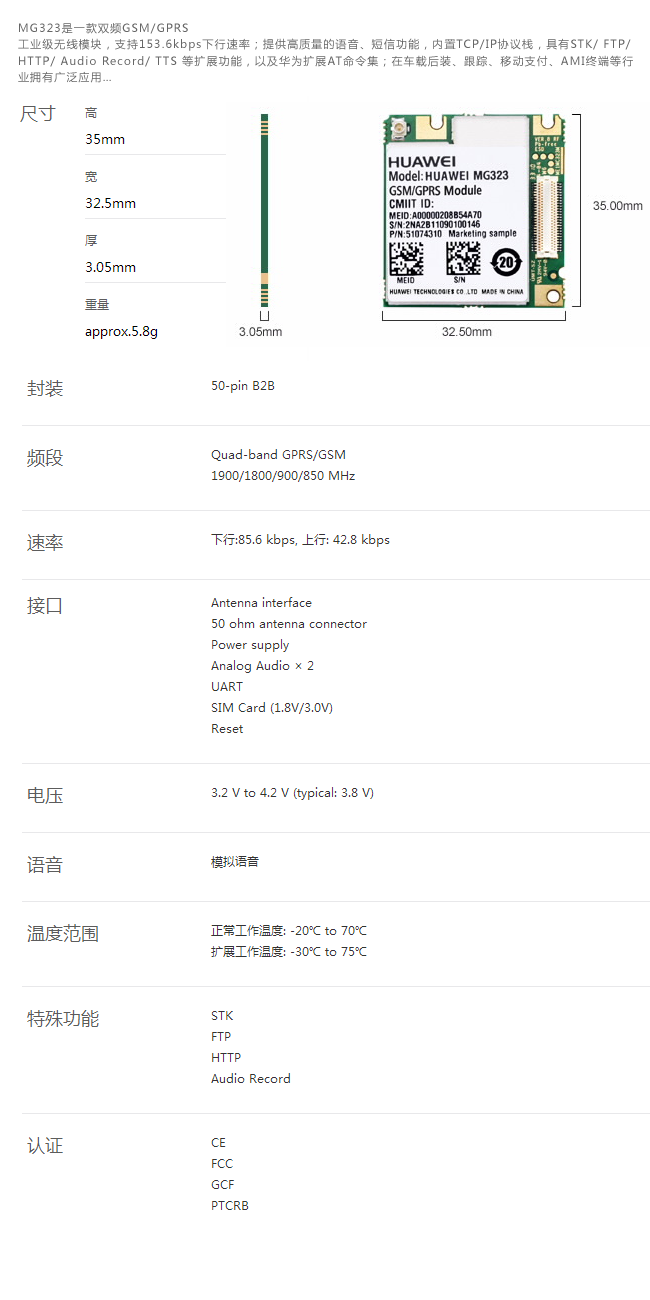 MG323是一款双频GSM/GPRS
工业级无线模块，支持153.6kbps下行速率；提供高质量的语音、短信功能，内置TCP/IP协议栈，具有STK/ FTP/
HTTP/ Audio Record/ TTS 等扩展功能，以及华为扩展AT命令集；在车载后装、跟踪、移动支付、AMI终端等行
业拥有广泛应用...
尺寸
高
35mm
宽
32.5mm
厚
3.05mm
重量
approx.5.8g
3.05mm
HUAWEI
Model: HUAWEI MG323
GSM/GPRS Module
CMIIT ID:
MEID:A00000208B54A70
S/N:2NA2B11090100146
P/N:51074310 Marketing sample
MEID
S/N
20
HUAWEI TECHNOLOGIES CO.,LTD MADE IN CHINA
VER.B RF
Pb-Free
ESD
35.00mm
32.50mm
封装
50-pin B2B
频段
Quad-band GPRS/GSM
1900/1800/900/850 MHz
速率
下行:85.6 kbps, 上行: 42.8 kbps
接口
Antenna interface
50 ohm antenna connector
Power supply
Analog Audio × 2
UART
SIM Card (1.8V/3.0V)
Reset
电压
3.2 V to 4.2 V (typical: 3.8 V)
语音
模拟语音
温度范围
正常工作温度: -20℃ to 70℃
扩展工作温度: -30℃ to 75℃
特殊功能
STK
FTP
HTTP
Audio Record
认证
CE
FCC
GCF
PTCRB